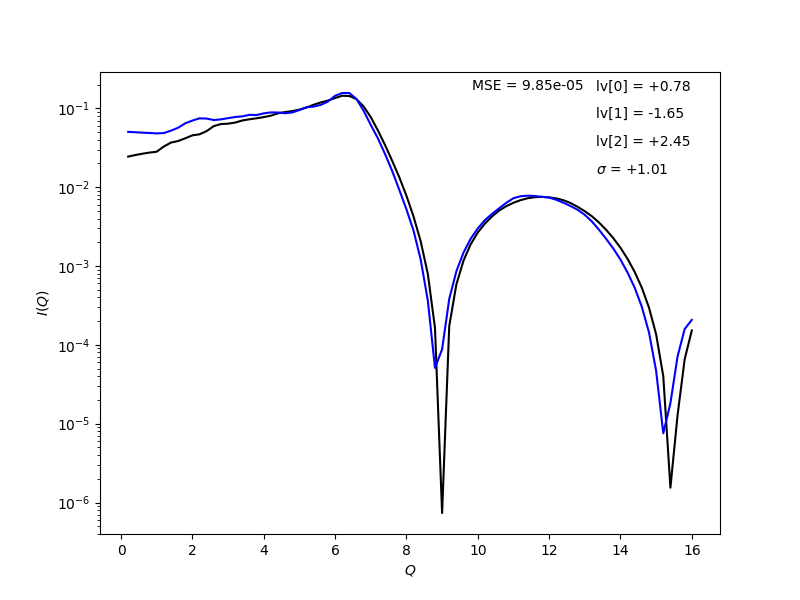 MSE = 9.85e-05 lv[0] = +0.78
lv[1] = -1.65
lv[2] = +2.45
σ = +1.01
10⁻¹
10⁻²
10⁻³
10⁻⁴
10⁻⁵
10⁻⁶
I(Q)
0 2 4 6 8 10 12 14 16
Q